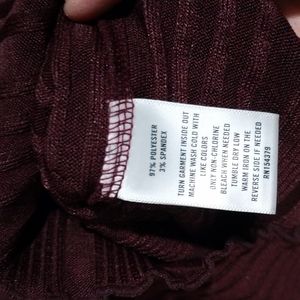 97% POLYESTER
3% SPANDEX
TURN GARMENT INSIDE OUT
MACHINE WASH COLD WITH
LIKE COLORS
ONLY NON-CHLORINE
BLEACH WHEN NEEDED
TUMBLE DRY LOW
WARM IRON ON THE
REVERSE SIDE IF NEEDED
RN154379